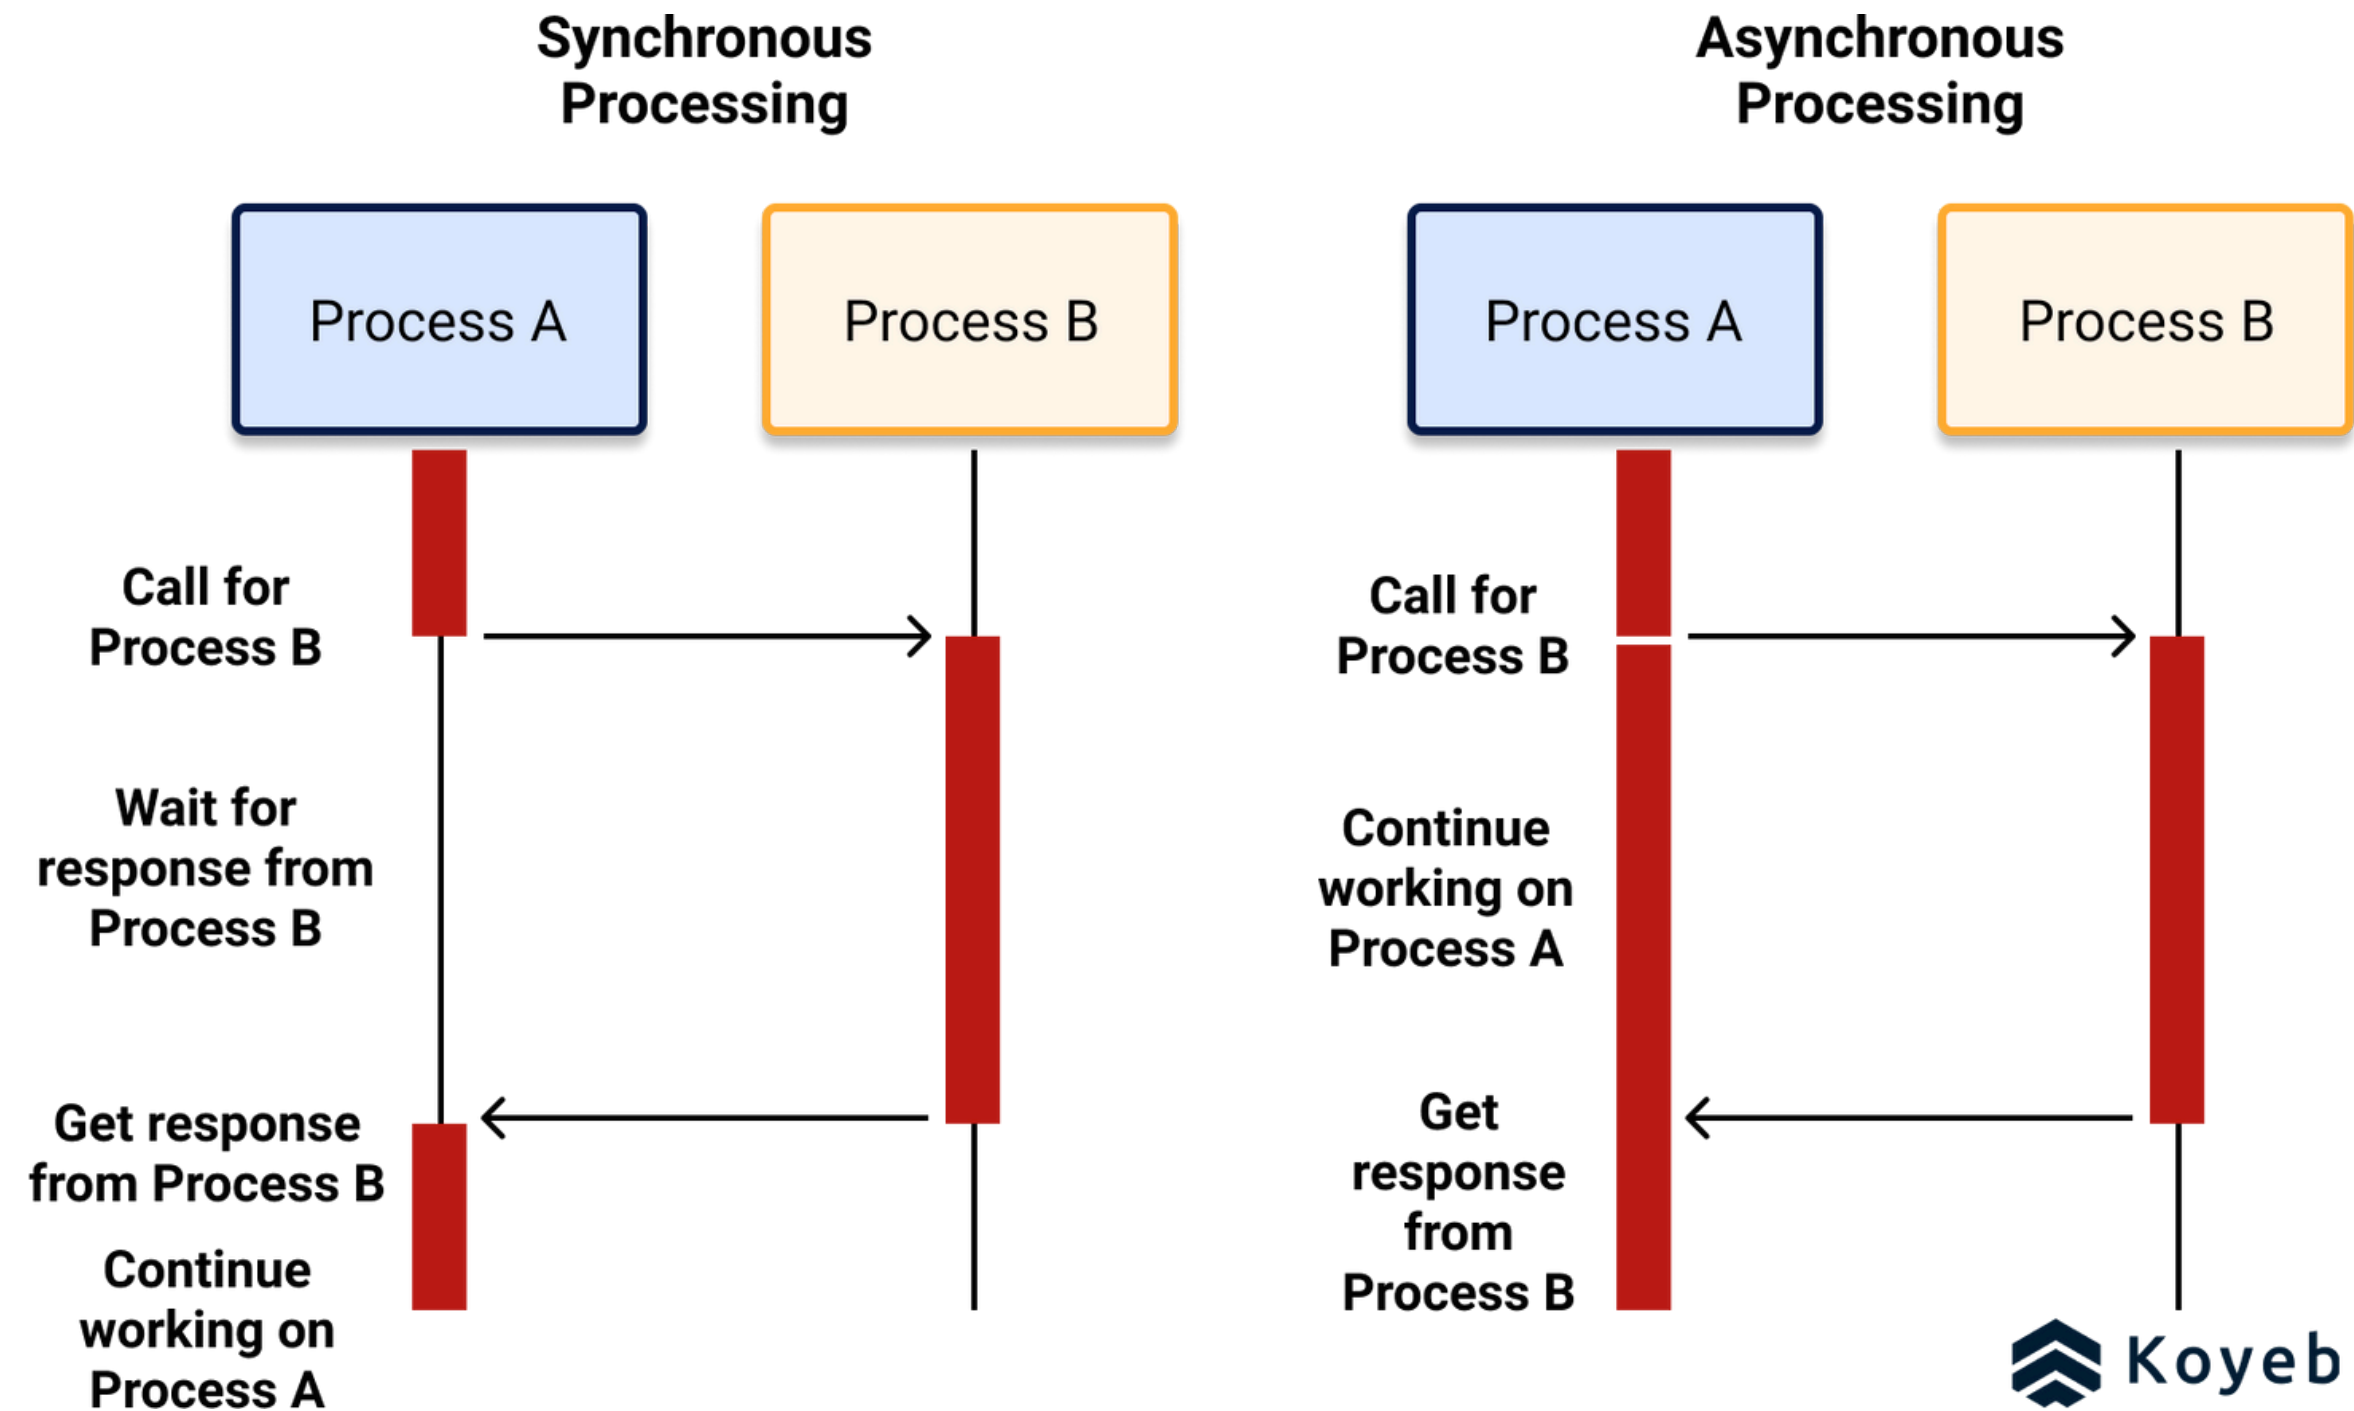 Synchronous
Processing
Process A
Process B
Call for
Process B
Wait for
response from
Process B
Get response
from Process B
Continue
working on
Process A
Asynchronous
Processing
Process A
Process B
Call for
Process B
Continue
working on
Process A
Get
response
from
Process B
Koyeb